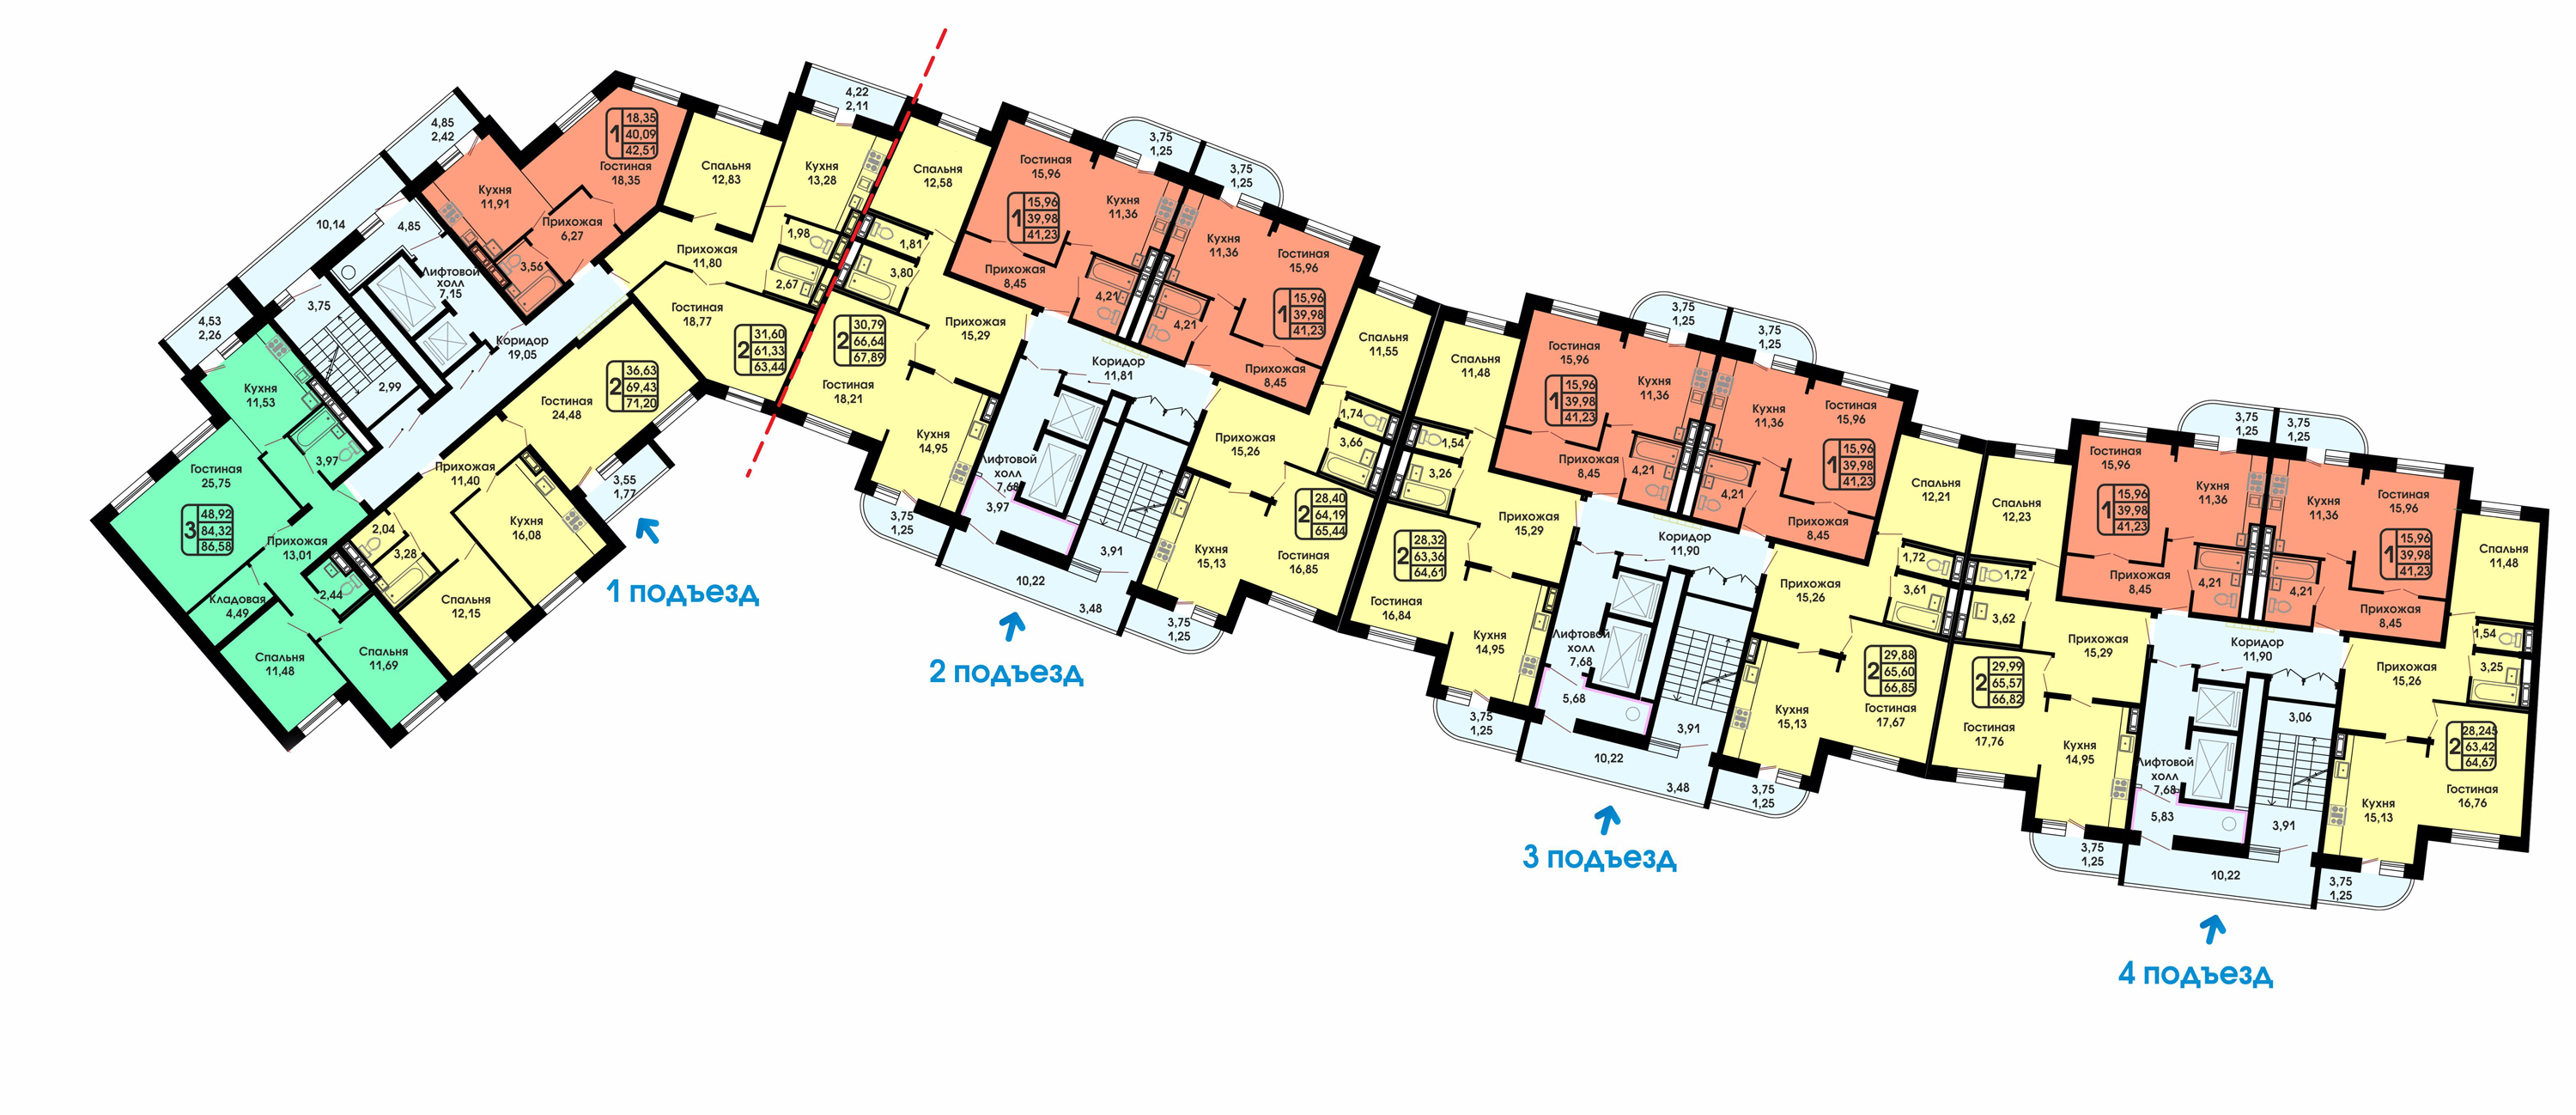 4,85
2,42
10,14
4,53
2,26
Кухня
11,91
1
18,35
40,09
42,51
Гостиная
18,35
Прихожая
6,27
3,56
4,85
Лифтовой
холл
7,15
3,75
2,99
Коридор
19,05
Кухня
11,53
3,97
Гостиная
25,75
3
48,92
84,32
86,58
Прихожая
13,01
Кладовая
4,49
2,44
Спальня
11,48
Спальня
11,69
Гостиная
24,48
2
36,63
69,43
71,20
Прихожая
11,40
2,04
3,28
Кухня
16,08
Спальня
12,15
3,55
1,77
1 подъезд
4,22
2,11
Спальня
12,83
Кухня
13,28
Прихожая
11,80
1,98
2,67
Гостиная
18,77
2
31,60
61,33
63,44
Спальня
12,58
1,81
3,80
2
30,79
66,64
67,89
Прихожая
15,29
Гостиная
18,21
Кухня
14,95
3,75
1,25
3,75
1,25
3,75
1,25
Гостиная
15,96
1
15,96
39,98
41,23
Кухня
11,36
Прихожая
8,45
4,21
Кухня
11,36
Гостиная
15,96
1
15,96
39,98
41,23
4,21
Прихожая
8,45
Коридор
11,81
Лифтовой
холл
7,68
3,97
3,91
10,22
3,48
Спальня
11,55
1,74
3,66
Прихожая
15,26
2
28,40
64,19
65,44
Кухня
15,13
Гостиная
16,85
3,75
1,25
2 подъезд
Спальня
11,48
1,54
3,26
Прихожая
15,29
2
28,32
63,36
64,61
Гостиная
16,84
Кухня
14,95
3,75
1,25
3,75
1,25
3,75
1,25
Гостиная
15,96
1
15,96
39,98
41,23
Кухня
11,36
Прихожая
8,45
4,21
Кухня
11,36
Гостиная
15,96
1
15,96
39,98
41,23
4,21
Прихожая
8,45
Коридор
11,90
Лифтовой
холл
7,68
5,68
3,91
10,22
3,48
Спальня
12,21
1,72
3,61
Прихожая
15,26
2
29,88
65,60
66,85
Кухня
15,13
Гостиная
17,67
3,75
1,25
3 подъезд
Спальня
12,23
1,72
3,62
Прихожая
15,29
2
29,99
65,57
66,82
Гостиная
17,76
Кухня
14,95
3,75
1,25
3,75
1,25
3,75
1,25
Гостиная
15,96
1
15,96
39,98
41,23
Кухня
11,36
Прихожая
8,45
4,21
Кухня
11,36
Гостиная
15,96
1
15,96
39,98
41,23
4,21
Прихожая
8,45
Коридор
11,90
Лифтовой
холл
7,68
5,83
3,06
3,91
10,22
Спальня
11,48
1,54
3,25
Прихожая
15,26
2
28,245
63,42
64,67
Гостиная
16,76
Кухня
15,13
3,75
1,25
4 подъезд